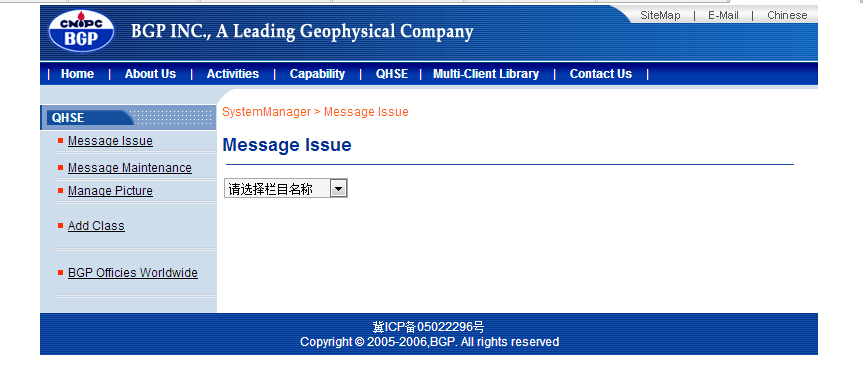 CNPC
BGP
BGP INC., A Leading Geophysical Company
SiteMap | E-Mail | Chinese
| Home | About Us | Activities | Capability | QHSE | Multi-Client Library | Contact Us |
QHSE
Message Issue
Message Maintenance
Manage Picture
Add Class
BGP Officies Worldwide
SystemManager > Message Issue
Message Issue
请选择栏目名称
冀ICP备05022296号
Copyright © 2005-2006,BGP. All rights reserved